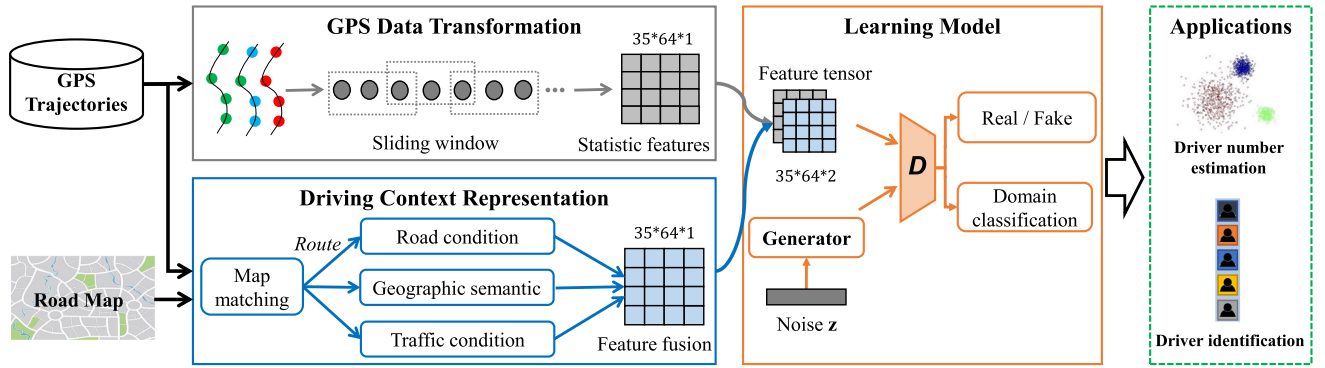 GPS
Trajectories
Road Map
GPS Data Transformation
Sliding window
35*64*1
Statistic features
Driving Context Representation
Map
matching
Route
Road condition
Geographic semantic
Traffic condition
35*64*1
Feature fusion
Learning Model
Feature tensor
35*64*2
Generator
Noise z
D
Real / Fake
Domain
classification
Applications
Driver number
estimation
Driver identification